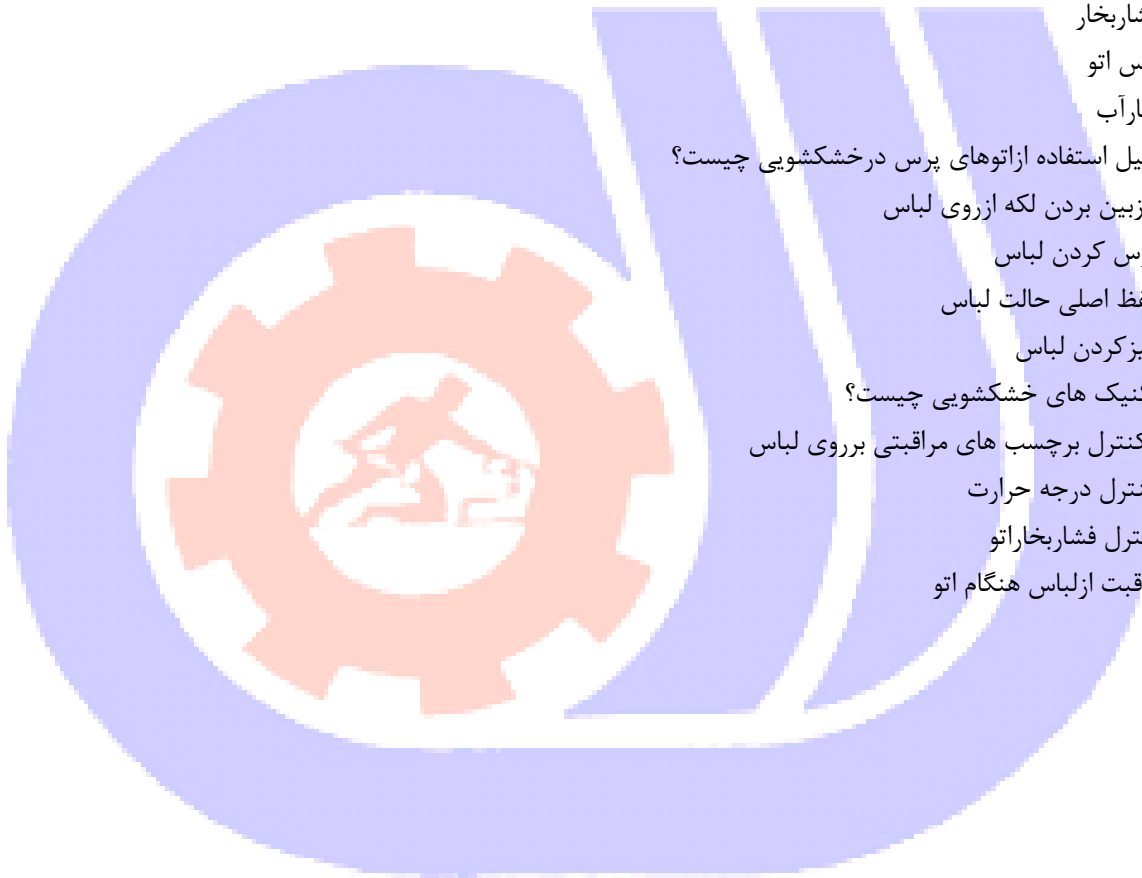 شاربخار
س اتو
ارآب
یل استفاده ازاتوهای پرس درخشکشویی چیست؟
زبین بردن لکه ازروی لباس
س کردن لباس
ظ اصلی حالت لباس
یزکردن لباس
کنیک های خشکشویی چیست؟
کنترل برچسب های مراقبتی برروی لباس
نترل درجه حرارت
نترل فشاربخاراتو
اقبت ازلباس هنگام اتو